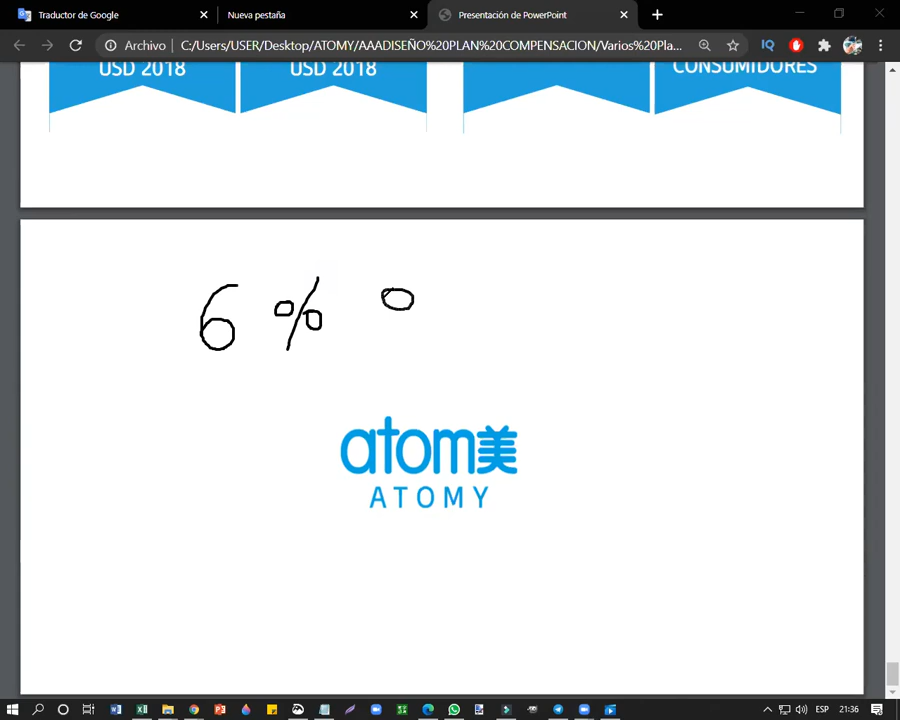 Traductor de Google Nueva pestaña Presentación de PowerPoint
Archivo C:/Users/USER/Desktop/ATOMY/AAADISEÑO%20PLAN%20COMPENSACION/Varios%20Pla... IQ
USD 2018 USD 2018 CONSUMIDORES
6 % o
atom美
ATOMY
ESP 21:36